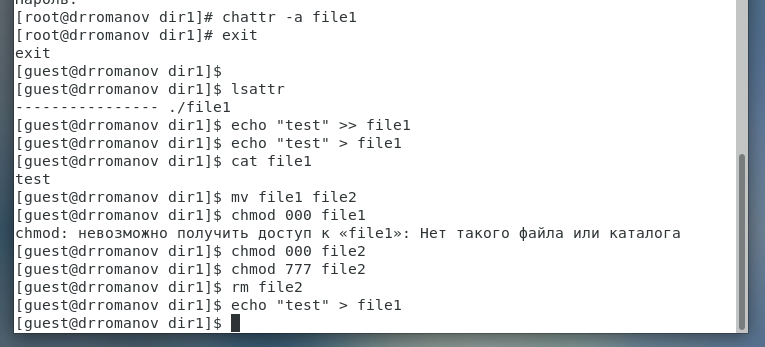 Пароль:
[root@drromanov dir1]# chattr -a file1
[root@drromanov dir1]# exit
exit
[guest@drromanov dir1]$
[guest@drromanov dir1]$ lsattr
---------------- ./file1
[guest@drromanov dir1]$ echo "test" >> file1
[guest@drromanov dir1]$ echo "test" > file1
[guest@drromanov dir1]$ cat file1
test
[guest@drromanov dir1]$ mv file1 file2
[guest@drromanov dir1]$ chmod 000 file1
chmod: невозможно получить доступ к «file1»: Нет такого файла или каталога
[guest@drromanov dir1]$ chmod 000 file2
[guest@drromanov dir1]$ chmod 777 file2
[guest@drromanov dir1]$ rm file2
[guest@drromanov dir1]$ echo "test" > file1
[guest@drromanov dir1]$